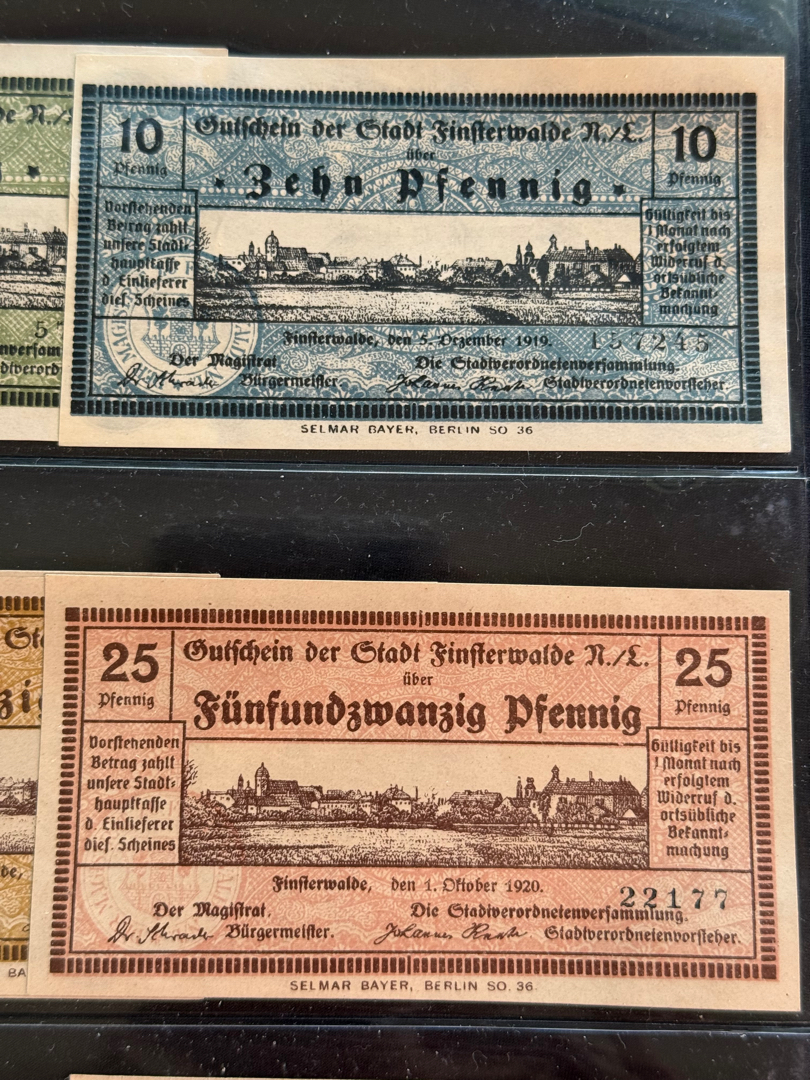 10
Pfennig
Gutschein der Stadt Finsterwalde N./L.
über
Zehn Pfennig
10
Pfennig
Vorstehenden
Betrag zahlt
unsere Stadt-
hauptkasse
d. Einlieferer
dies. Scheines
Gültigkeit bis
1 Monat nach
erfolgtem
Widerruf d.
ortsübliche
Bekannt-
machung
Finsterwalde, den 5. Dezember 1919.
157245
Der Magistrat
Die Stadtverordnetenversammlung.
Bürgermeister.
Johannes
Stadtverordnetenvorsteher.
SELMAR BAYER, BERLIN SO 36
25
Pfennig
Gutschein der Stadt Finsterwalde N./L.
über
Fünfundzwanzig Pfennig
25
Pfennig
Vorstehenden
Betrag zahlt
unsere Stadt-
hauptkasse
d. Einlieferer
dies. Scheines
Gültigkeit bis
1 Monat nach
erfolgtem
Widerruf d.
ortsübliche
Bekannt-
machung
Finsterwalde, den 1. Oktober 1920.
22177
Der Magistrat.
Die Stadtverordnetenversammlung.
Dr. Schrader Bürgermeister.
Johannes
Stadtverordnetenvorsteher.
SELMAR BAYER, BERLIN SO. 36